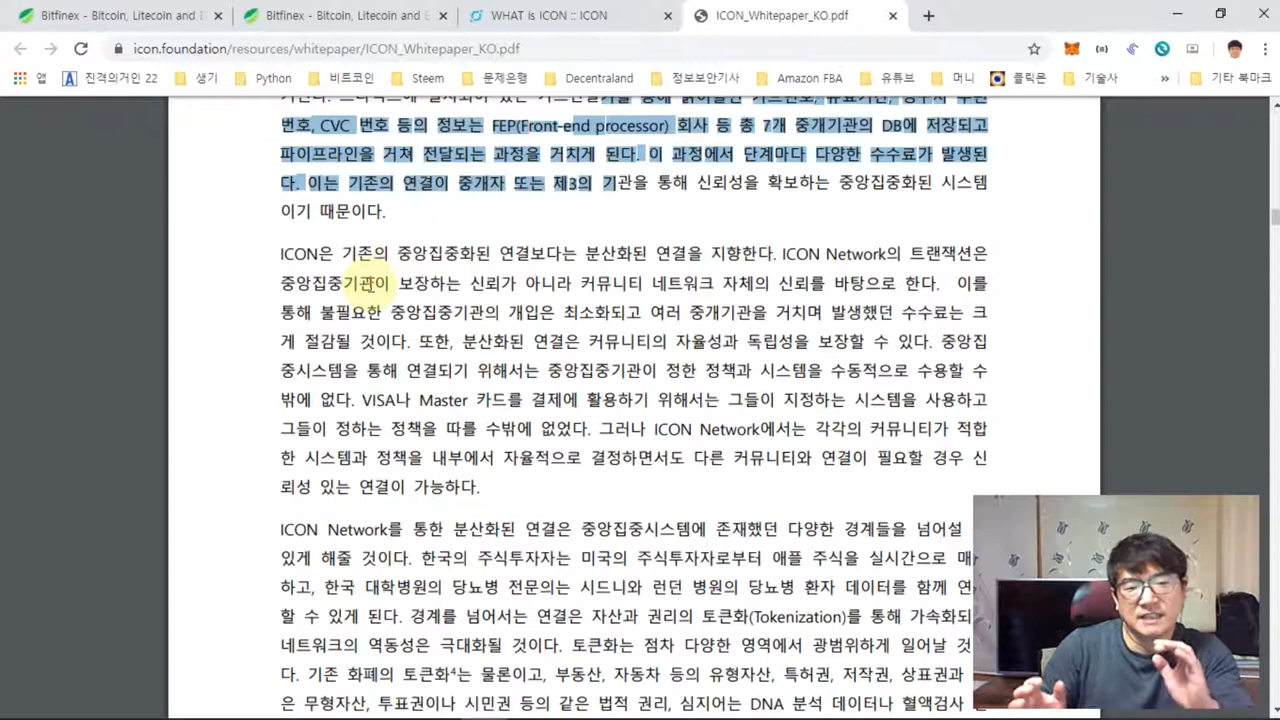 Bitfinex - Bitcoin, Litecoin and E
Bitfinex - Bitcoin, Litecoin and E
WHAT is ICON :: ICON
ICON_Whitepaper_KO.pdf
icon.foundation/resources/whitepaper/ICON_Whitepaper_KO.pdf
앱 진격의거인 22 생기 Python 비트코인 Steem 문제은행 Decentraland 정보보안기사 Amazon FBA 유튜브 머니 클릭몬 기술사 » 기타 북마크
번호, CVC 번호 등의 정보는 FEP(Front-end processor) 회사 등 총 7개 중개기관의 DB에 저장되고
파이프라인을 거쳐 전달되는 과정을 거치게 된다. 이 과정에서 단계마다 다양한 수수료가 발생된
다. 이는 기존의 연결이 중개자 또는 제3의 기관을 통해 신뢰성을 확보하는 중앙집중화된 시스템
이기 때문이다.
ICON은 기존의 중앙집중화된 연결보다는 분산화된 연결을 지향한다. ICON Network의 트랜잭션은
중앙집중기관이 보장하는 신뢰가 아니라 커뮤니티 네트워크 자체의 신뢰를 바탕으로 한다. 이를
통해 불필요한 중앙집중기관의 개입은 최소화되고 여러 중개기관을 거치며 발생했던 수수료는 크
게 절감될 것이다. 또한, 분산화된 연결은 커뮤니티의 자율성과 독립성을 보장할 수 있다. 중앙집
중시스템을 통해 연결되기 위해서는 중앙집중기관이 정한 정책과 시스템을 수동적으로 수용할 수
밖에 없다. VISA나 Master 카드를 결제에 활용하기 위해서는 그들이 지정하는 시스템을 사용하고
그들이 정하는 정책을 따를 수밖에 없었다. 그러나 ICON Network에서는 각각의 커뮤니티가 적합
한 시스템과 정책을 내부에서 자율적으로 결정하면서도 다른 커뮤니티와 연결이 필요할 경우 신
뢰성 있는 연결이 가능하다.
ICON Network를 통한 분산화된 연결은 중앙집중시스템에 존재했던 다양한 경계들을 넘어설
있게 해줄 것이다. 한국의 주식투자자는 미국의 주식투자자로부터 애플 주식을 실시간으로 매
하고, 한국 대학병원의 당뇨병 전문의는 시드니와 런던 병원의 당뇨병 환자 데이터를 함께 연
할 수 있게 된다. 경계를 넘어서는 연결은 자산과 권리의 토큰화(Tokenization)를 통해 가속화되
네트워크의 역동성은 극대화될 것이다. 토큰화는 점차 다양한 영역에서 광범위하게 일어날 것
다. 기존 화폐의 토큰화⁴는 물론이고, 부동산, 자동차 등의 유형자산, 특허권, 저작권, 상표권과
은 무형자산, 투표권이나 시민권 등의 같은 법적 권리, 심지어는 DNA 분석 데이터나 혈액검사